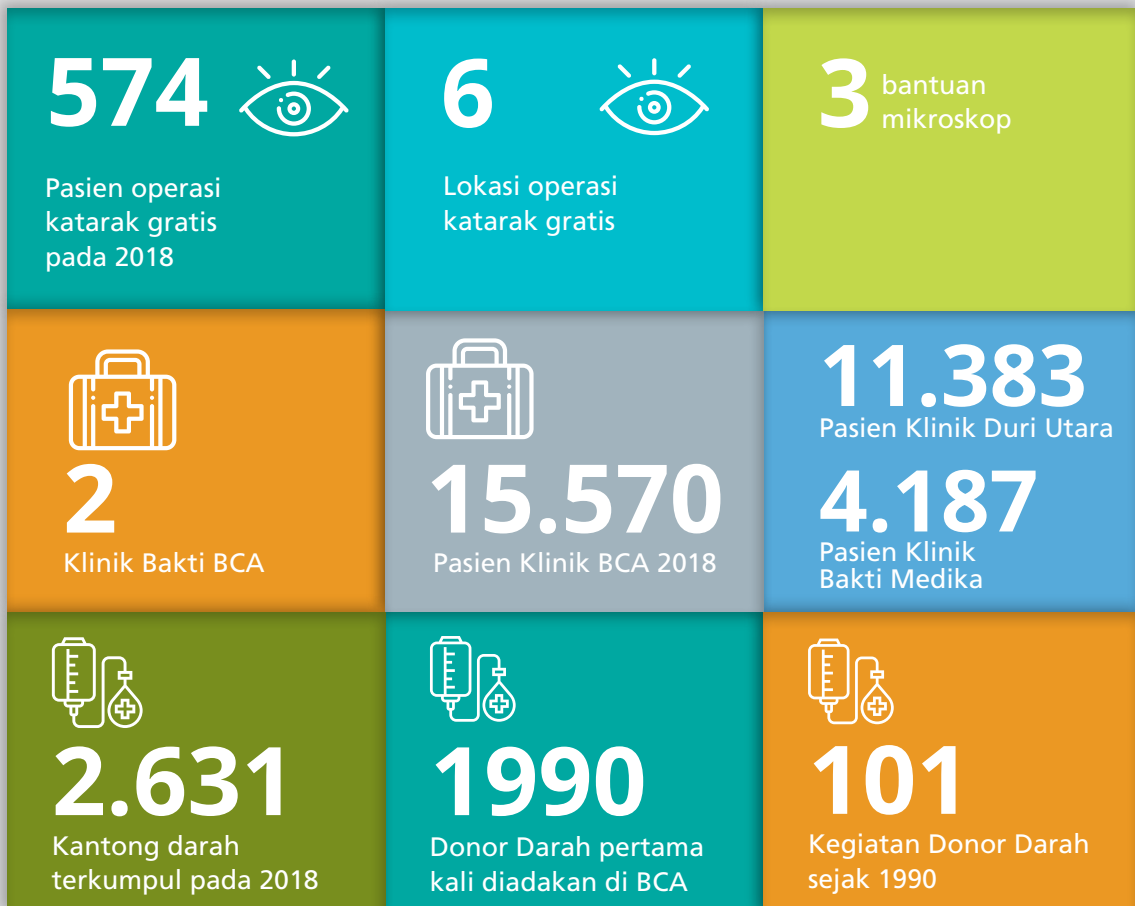 574
Pasien operasi
katarak gratis
pada 2018
6
Lokasi operasi
katarak gratis
3
bantuan
mikroskop
2
Klinik Bakti BCA
15.570
Pasien Klinik BCA 2018
11.383
Pasien Klinik Duri Utara
4.187
Pasien Klinik
Bakti Medika
2.631
Kantong darah
terkumpul pada 2018
1990
Donor Darah pertama
kali diadakan di BCA
101
Kegiatan Donor Darah
sejak 1990